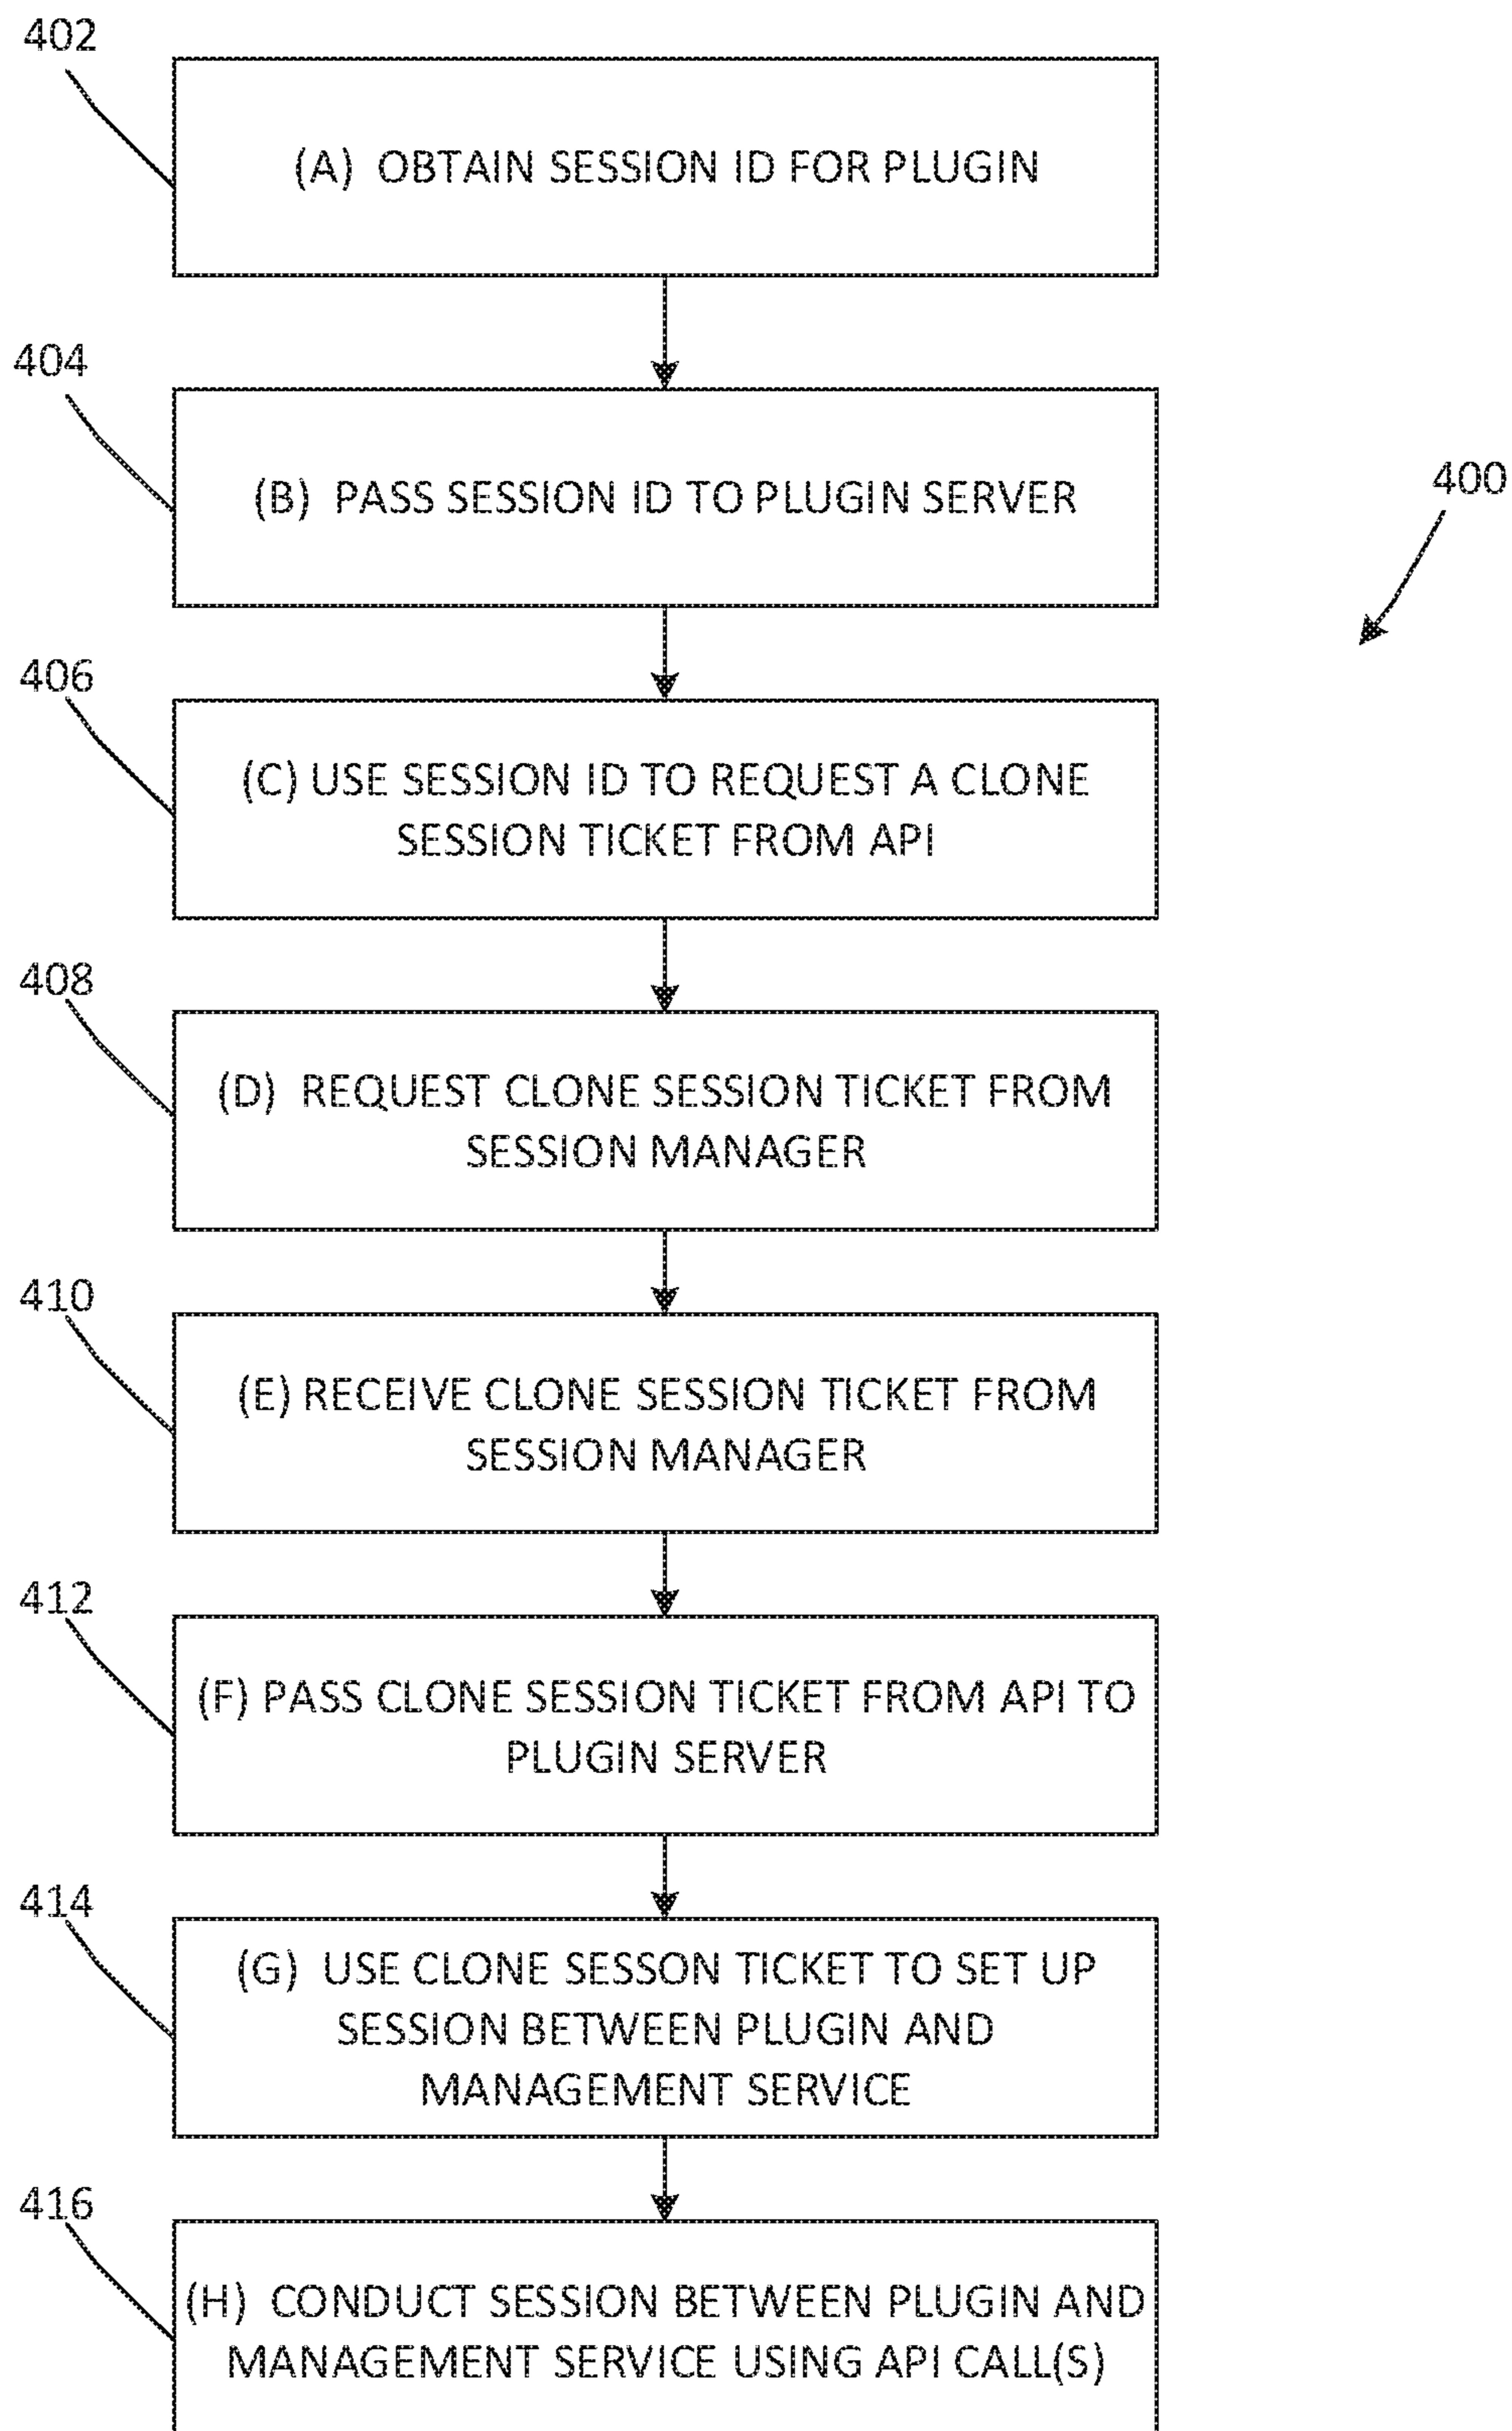 402
(A) OBTAIN SESSION ID FOR PLUGIN
404
(B) PASS SESSION ID TO PLUGIN SERVER
400
406
(C) USE SESSION ID TO REQUEST A CLONE
SESSION TICKET FROM API
408
(D) REQUEST CLONE SESSION TICKET FROM
SESSION MANAGER
410
(E) RECEIVE CLONE SESSION TICKET FROM
SESSION MANAGER
412
(F) PASS CLONE SESSION TICKET FROM API TO
PLUGIN SERVER
414
(G) USE CLONE SESSON TICKET TO SET UP
SESSION BETWEEN PLUGIN AND
MANAGEMENT SERVICE
416
(H) CONDUCT SESSION BETWEEN PLUGIN AND
MANAGEMENT SERVICE USING API CALL(S)